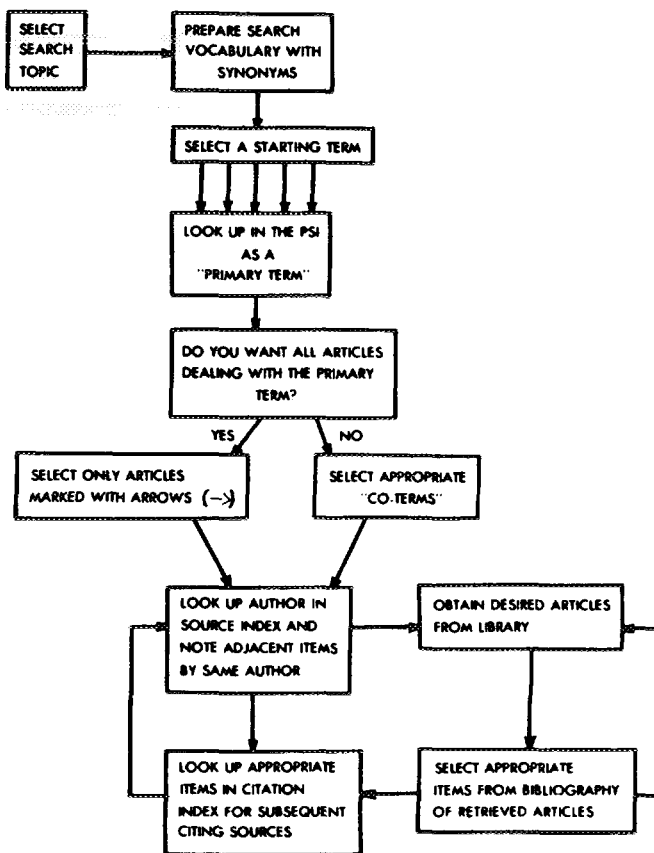 SELECT
SEARCH
TOPIC
PREPARE SEARCH
VOCABULARY WITH
SYNONYMS
SELECT A STARTING TERM
LOOK UP IN THE PSI
AS A
"PRIMARY TERM"
DO YOU WANT ALL ARTICLES
DEALING WITH THE PRIMARY
TERM?
YES
NO
SELECT ONLY ARTICLES
MARKED WITH ARROWS (->)
SELECT APPROPRIATE
"CO-TERMS"
LOOK UP AUTHOR IN
SOURCE INDEX AND
NOTE ADJACENT ITEMS
BY SAME AUTHOR
OBTAIN DESIRED ARTICLES
FROM LIBRARY
LOOK UP APPROPRIATE
ITEMS IN CITATION
INDEX FOR SUBSEQUENT
CITING SOURCES
SELECT APPROPRIATE
ITEMS FROM BIBLIOGRAPHY
OF RETRIEVED ARTICLES